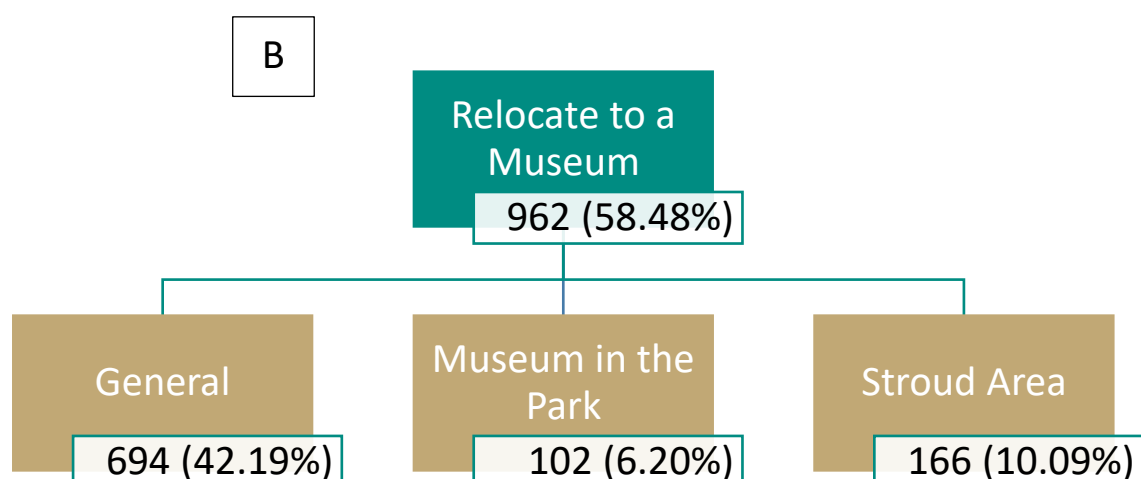 B
Relocate to a
Museum
962 (58.48%)
General
694 (42.19%)
Museum in the
Park
102 (6.20%)
Stroud Area
166 (10.09%)